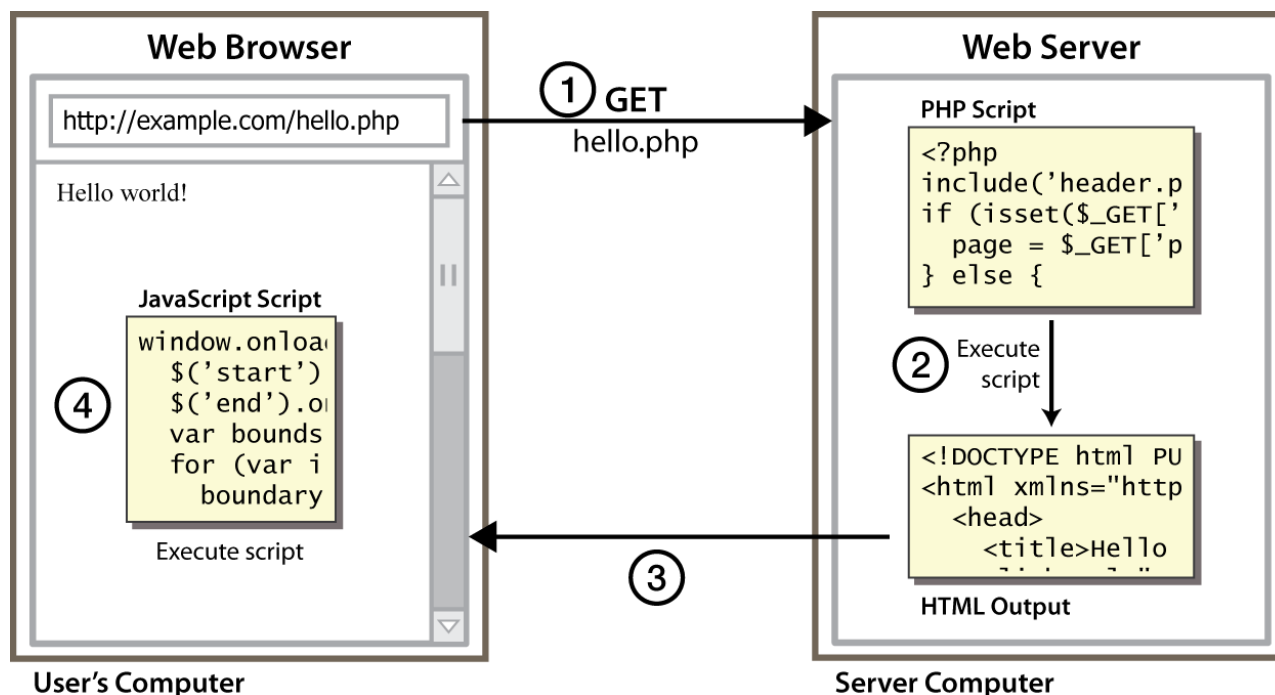 Web Browser
http://example.com/hello.php
Hello world!
JavaScript Script
window.onloa
$('start')
$('end').o
var bounds
for (var i
boundary
4
Execute script
User's Computer
1 GET
hello.php
3
Web Server
PHP Script
<?php
include('header.p
if (isset($_GET['
page = $_GET['p
} else {
2 Execute
script
<!DOCTYPE html PU
<html xmlns="http
<head>
<title>Hello
HTML Output
Server Computer